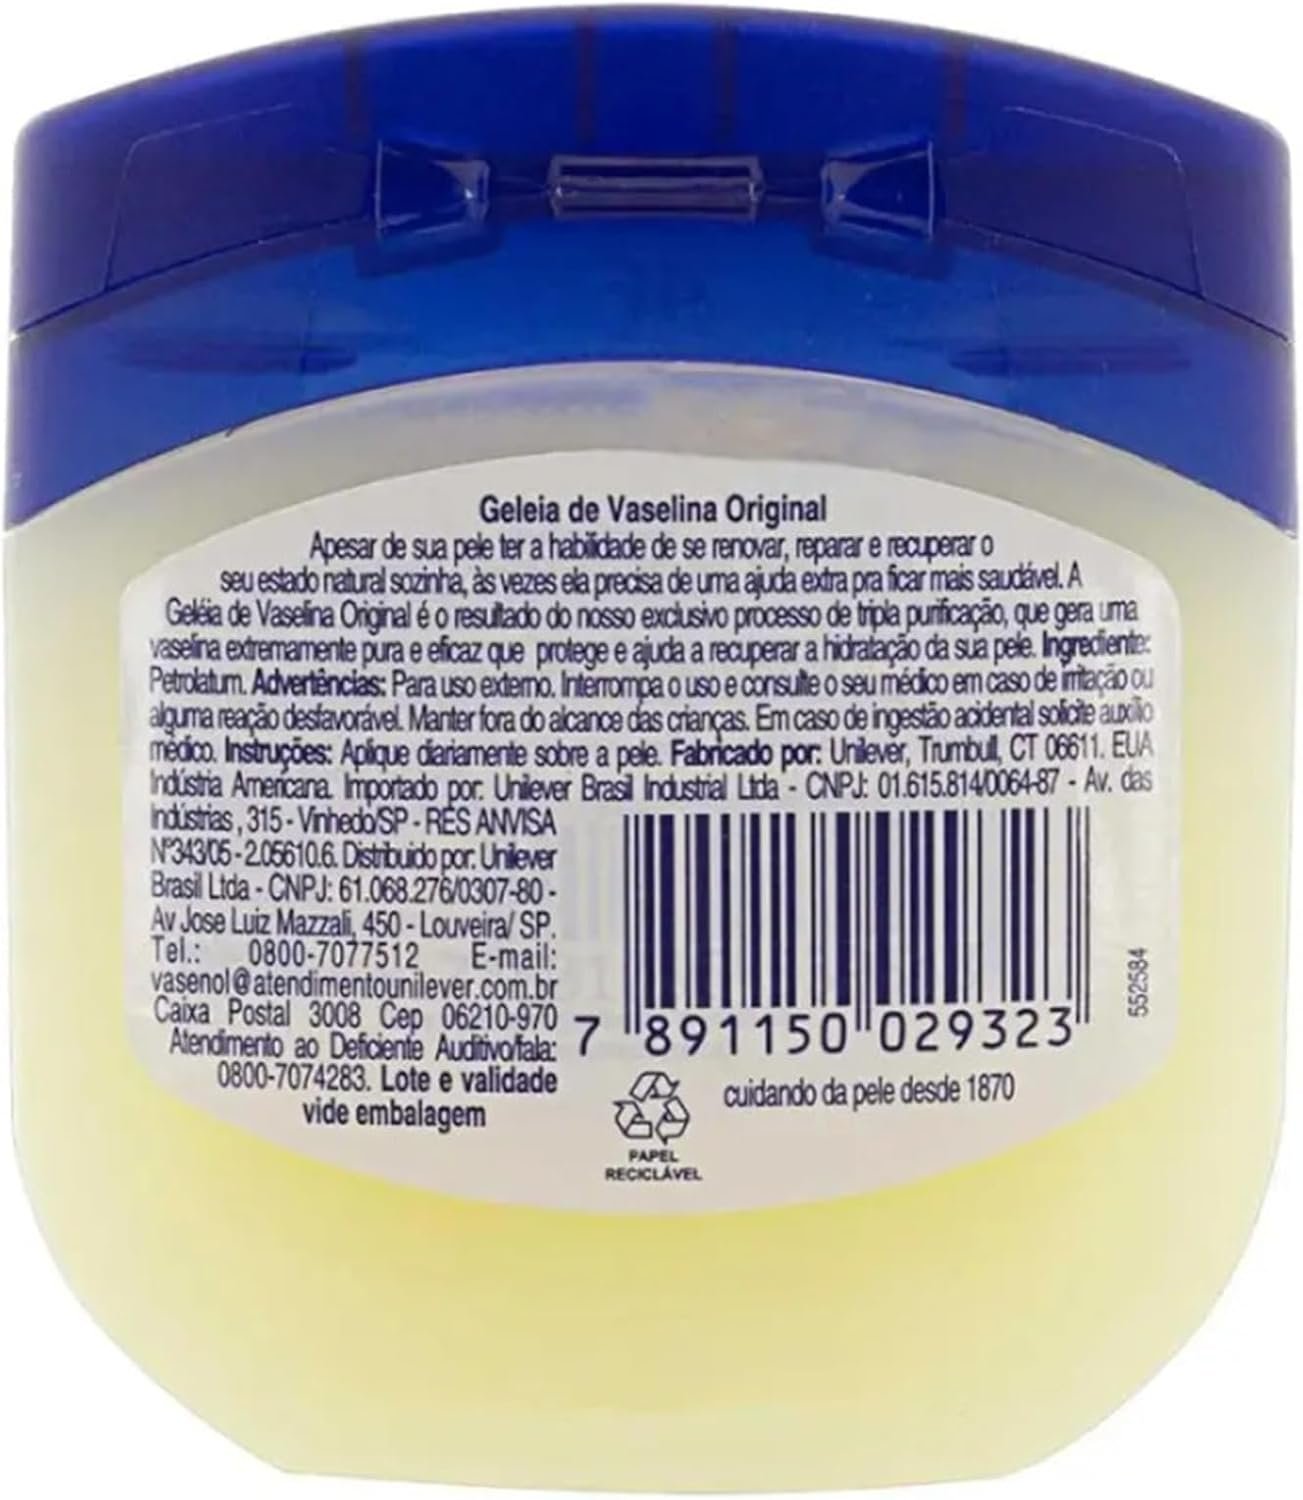 Geleia de Vaselina Original
Apesar de sua pele ter a habilidade de se renovar, reparar e recuperar o
seu estado natural sozinha, às vezes ela precisa de uma ajuda extra pra ficar mais saudável. A
Geléia de Vaselina Original é o resultado do nosso exclusivo processo de tripla purificação, que gera uma
vaselina extremamente pura e eficaz que protege e ajuda a recuperar a hidratação da sua pele. Ingrediente:
Petrolatum. Advertências: Para uso externo. Interrompa o uso e consulte o seu médico em caso de irritação ou
alguma reação desfavorável. Manter fora do alcance das crianças. Em caso de ingestão acidental solicite auxílio
médico. Instruções: Aplique diariamente sobre a pele. Fabricado por: Unilever, Trumbull, CT 06611. EUA
Indústria Americana. Importado por: Unilever Brasil Industrial Ltda - CNPJ: 01.615.814/0064-87 - Av. das
Indústrias , 315 - Vinhedo/SP - RES ANVISA
N°343/05 - 2.05610.6. Distribuido por: Unilever
Brasil Ltda - CNPJ: 61.068.276/0307-80 -
Av Jose Luiz Mazzali, 450 - Louveira/ SP.
Tel.: 0800-7077512 E-mail:
vasenol@atendimentounilever.com.br
Caixa Postal 3008 Cep 06210-970
Atendimento ao Deficiente Auditivo/fala:
0800-7074283. Lote e validade
vide embalagem
7 891150 029323
552584
cuidando da pele desde 1870
PAPEL
RECICLÁVEL